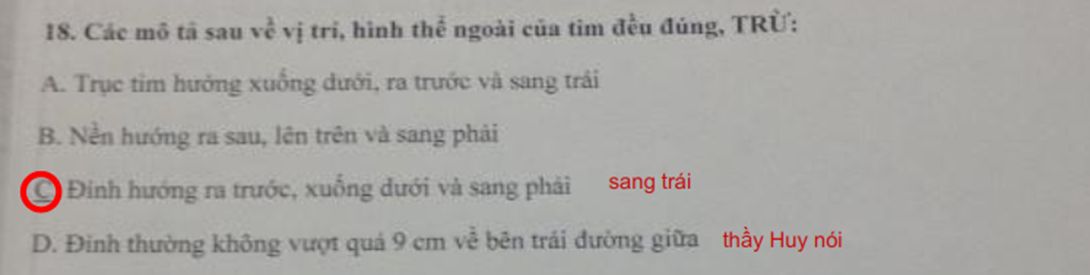 18. Các mô tả sau về vị trí, hình thể ngoài của tim đều đúng, TRỪ:
A. Trục tim hướng xuống dưới, ra trước và sang trái
B. Nền hướng ra sau, lên trên và sang phải
C. Đỉnh hướng ra trước, xuống dưới và sang phải sang trái
D. Đỉnh thường không vượt quá 9 cm về bên trái đường giữa thầy Huy nói